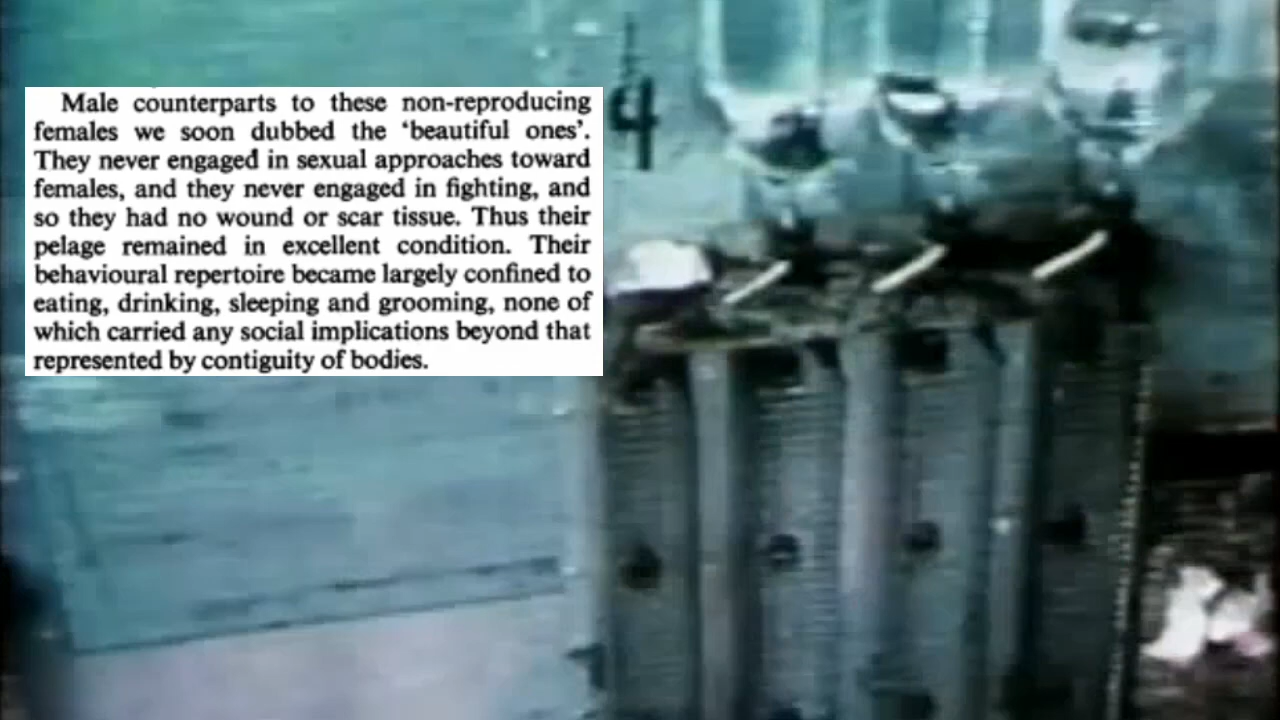 Male counterparts to these non-reproducing
females we soon dubbed the ‘beautiful ones’.
They never engaged in sexual approaches toward
females, and they never engaged in fighting, and
so they had no wound or scar tissue. Thus their
pelage remained in excellent condition. Their
behavioural repertoire became largely confined to
eating, drinking, sleeping and grooming, none of
which carried any social implications beyond that
represented by contiguity of bodies.
4